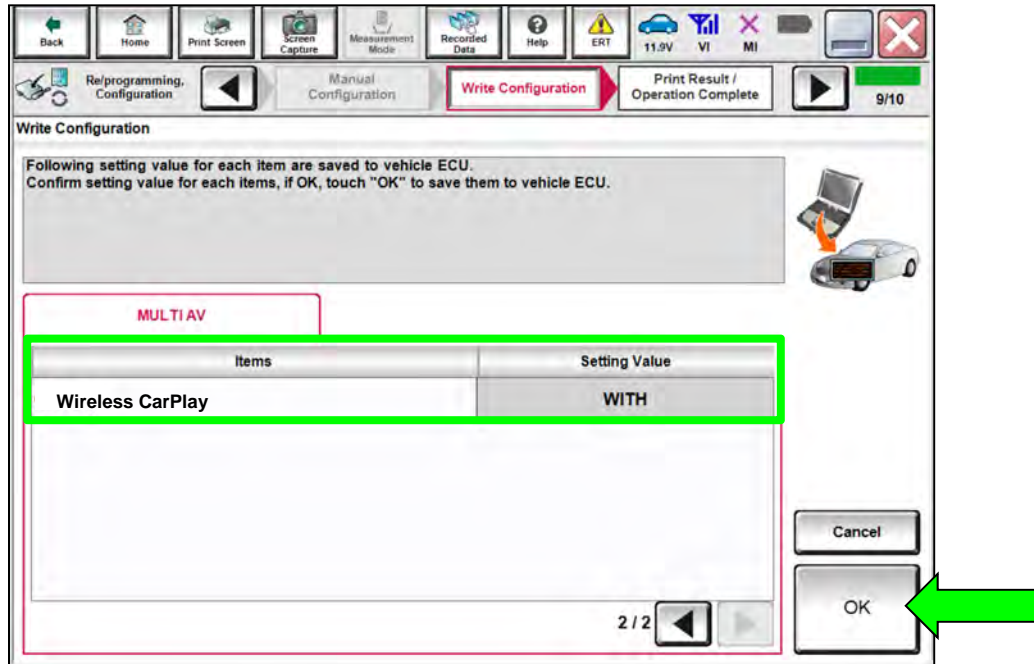 Back
Home
Print Screen
Screen Capture
Measurement Mode
Recorded Data
Help
ERT
11.9V
VI
MI
Re/programming, Configuration
Manual Configuration
Write Configuration
Print Result / Operation Complete
9/10
Write Configuration
Following setting value for each item are saved to vehicle ECU.
Confirm setting value for each items, if OK, touch "OK" to save them to vehicle ECU.
MULTI AV
Items Setting Value
Wireless CarPlay WITH
Cancel
2 / 2
OK